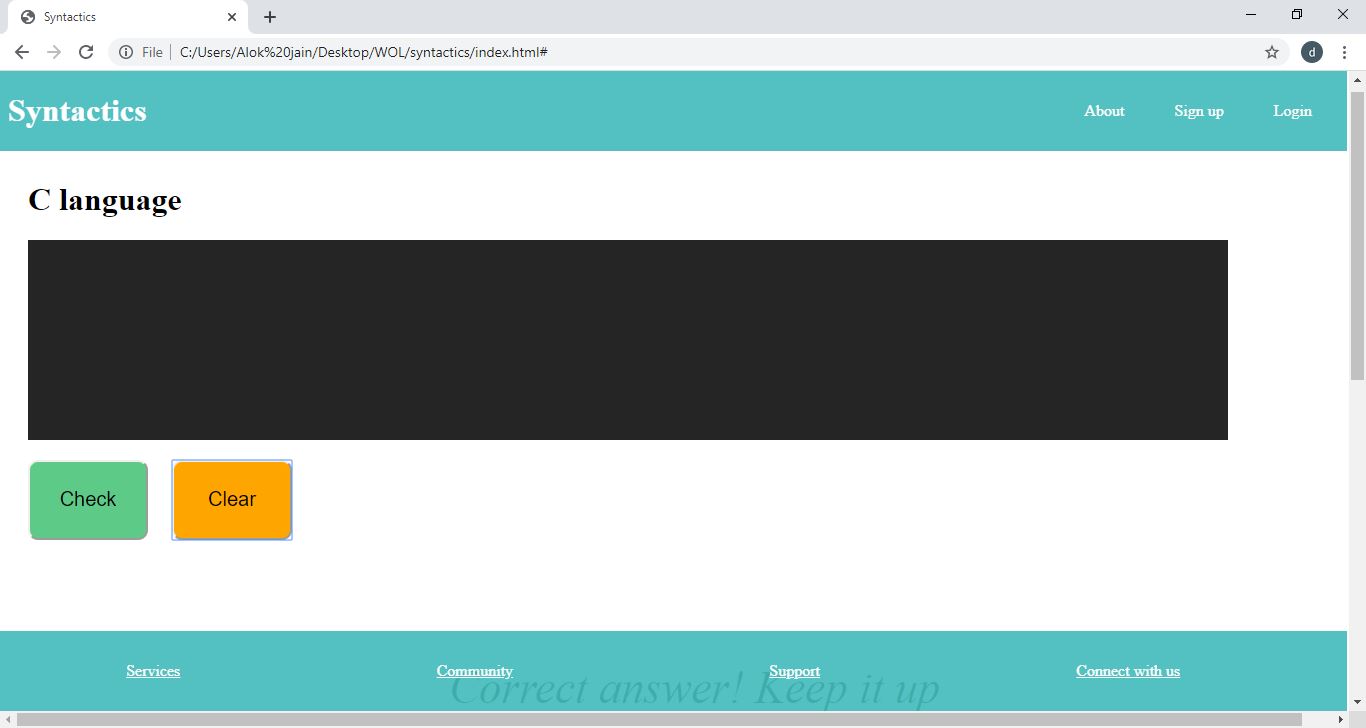 Syntactics
File C:/Users/Alok%20jain/Desktop/WOL/syntactics/index.html#
d
Syntactics About Sign up Login
C language
Check Clear
Services Community Support Connect with us
Correct answer! Keep it up